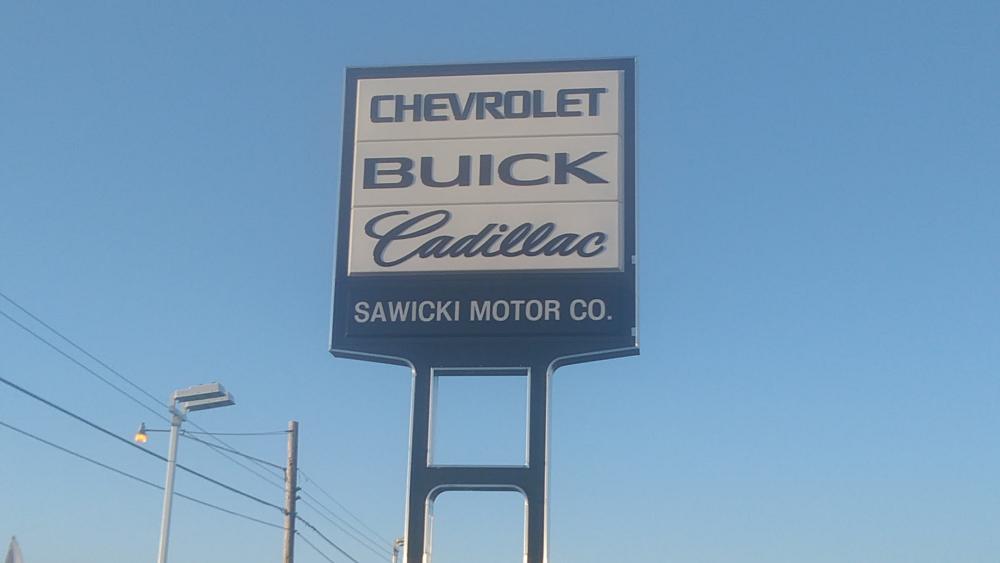 CHEVROLET
BUICK
Cadillac
SAWICKI MOTOR CO.